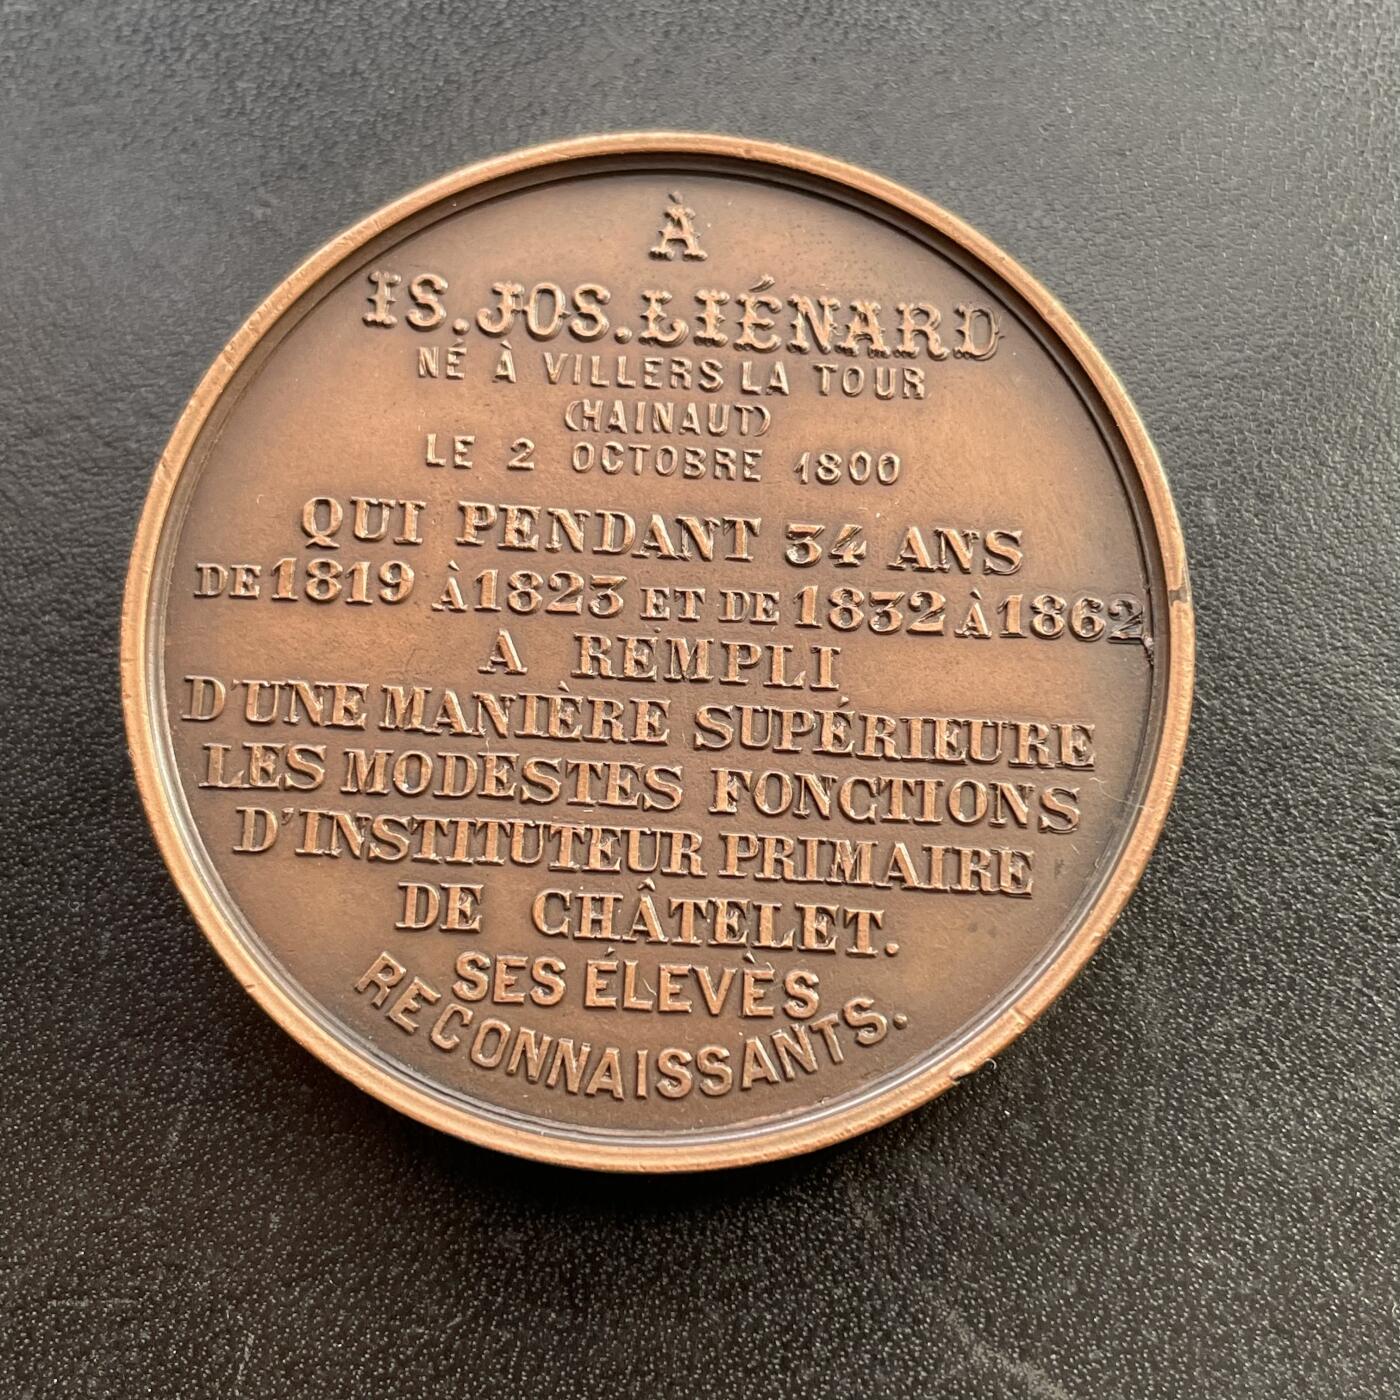 À
IS. JOS. LIÉNARD
NÉ À VILLERS LA TOUR
(HAINAUT)
LE 2 OCTOBRE 1800
QUI PENDANT 34 ANS
DE 1819 À 1823 ET DE 1832 À 1862
A REMPLI
D'UNE MANIÈRE SUPÉRIEURE
LES MODESTES FONCTIONS
D'INSTITUTEUR PRIMAIRE
DE CHÂTELET.
SES ÉLEVÈS
RECONNAISSANTS.